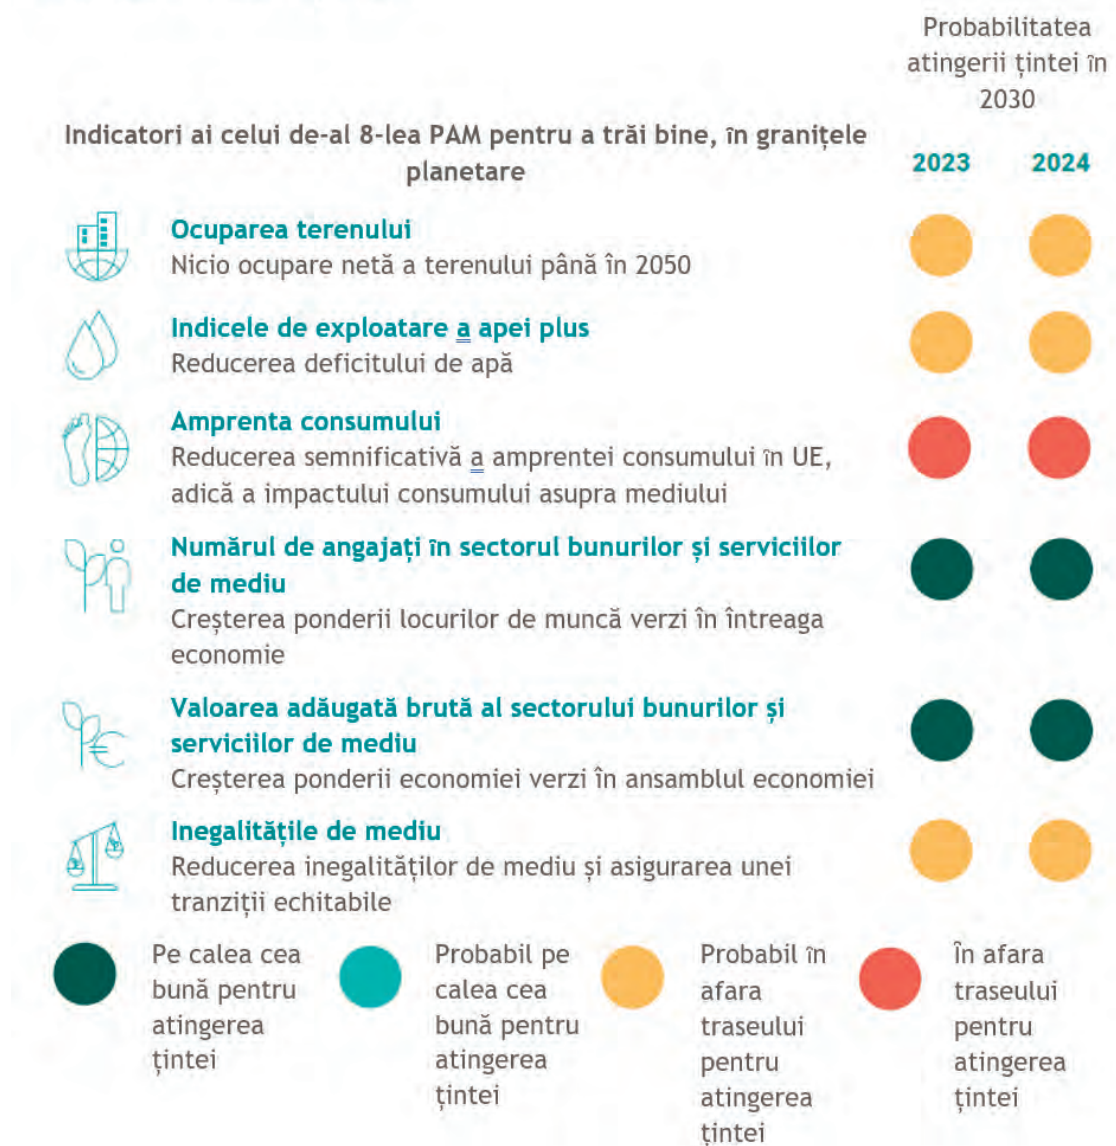 Probabilitatea
atingerii țintei în
2030
Indicatori ai celui de-al 8-lea PAM pentru a trăi bine, în granițele
planetare
2023
2024
Ocuparea terenului
Nicio ocupare netă a terenului până în 2050
Indicele de exploatare a apei plus
Reducerea deficitului de apă
Amprenta consumului
Reducerea semnificativă a amprentei consumului în UE,
adică a impactului consumului asupra mediului
Numărul de angajați în sectorul bunurilor și serviciilor
de mediu
Creșterea ponderii locurilor de muncă verzi în întreaga
economie
Valoarea adăugată brută al sectorului bunurilor și
serviciilor de mediu
Creșterea ponderii economiei verzi în ansamblul economiei
Inegalitățile de mediu
Reducerea inegalităților de mediu și asigurarea unei
tranziții echitabile
Pe calea cea
bună pentru
atingerea
țintei
Probabil pe
calea cea
bună pentru
atingerea
țintei
Probabil în
afara
traseului
pentru
atingerea
țintei
În afara
traseului
pentru
atingerea
țintei